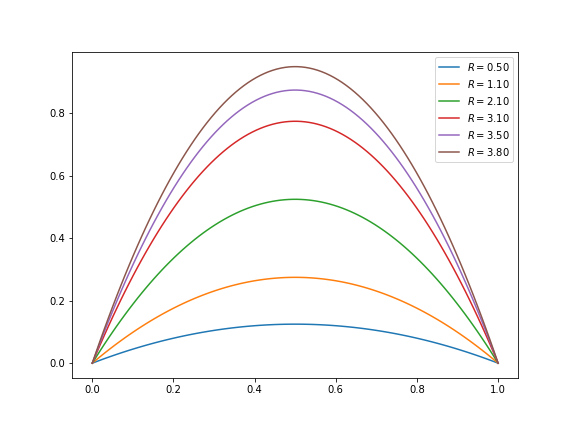 R = 0.50
R = 1.10
R = 2.10
R = 3.10
R = 3.50
R = 3.80
0.8
0.6
0.4
0.2
0.0
0.0 0.2 0.4 0.6 0.8 1.0